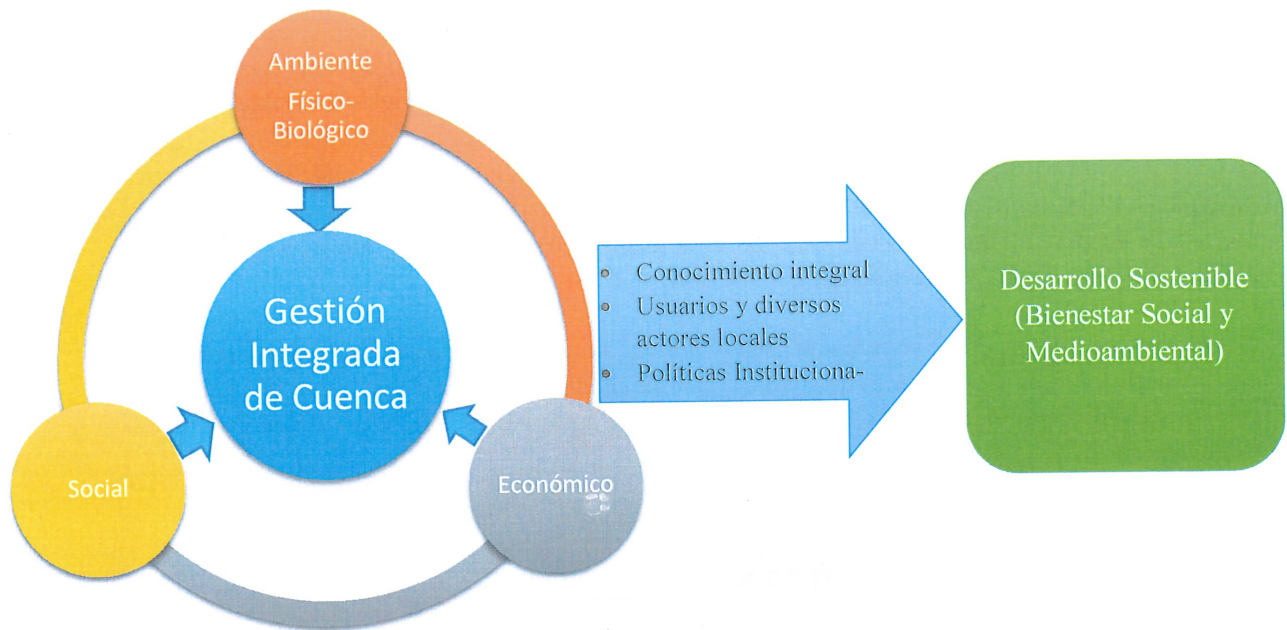 Ambiente
Físico-
Biológico
Gestión
Integrada
de Cuenca
Social
Económico
• Conocimiento integral
• Usuarios y diversos
actores locales
• Políticas Instituciona-
Desarrollo Sostenible
(Bienestar Social y
Medioambiental)